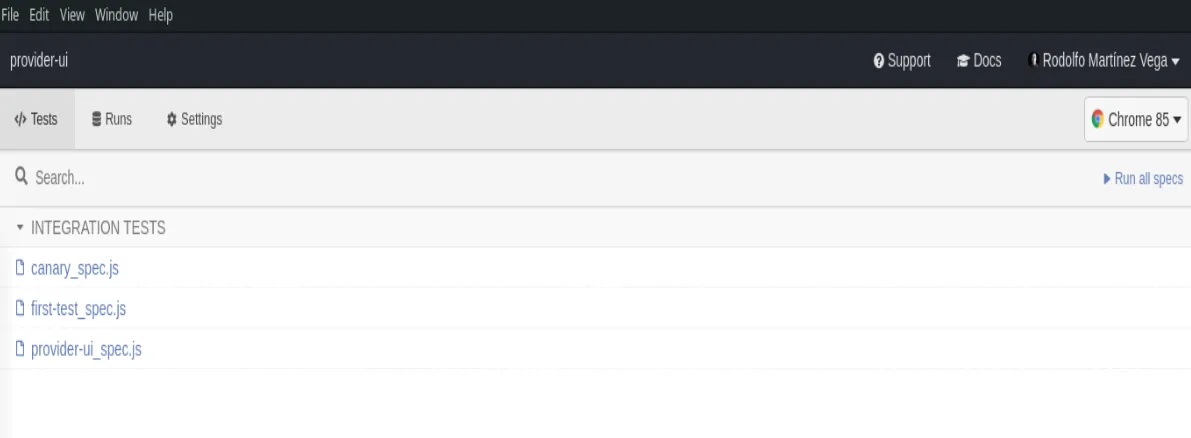 File Edit View Window Help
provider-ui Support Docs Rodolfo Martínez Vega
Tests Runs Settings Chrome 85
Search... Run all specs
INTEGRATION TESTS
canary_spec.js
first-test_spec.js
provider-ui_spec.js